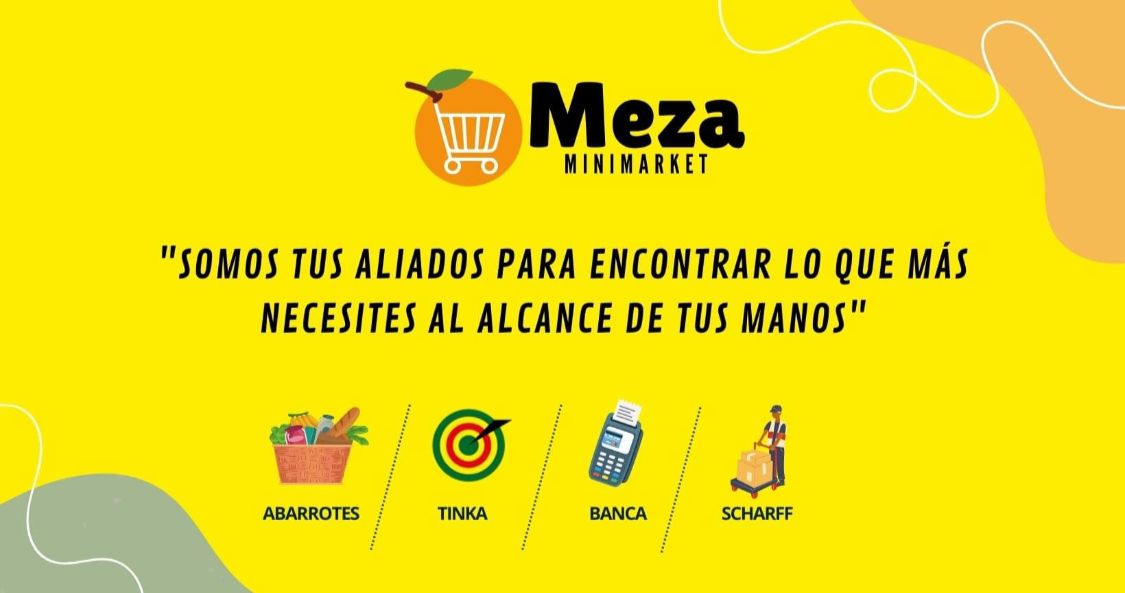 Meza
MINIMARKET
"SOMOS TUS ALIADOS PARA ENCONTRAR LO QUE MÁS
NECESITES AL ALCANCE DE TUS MANOS"
ABARROTES
TINKA
BANCA
SCHARFF